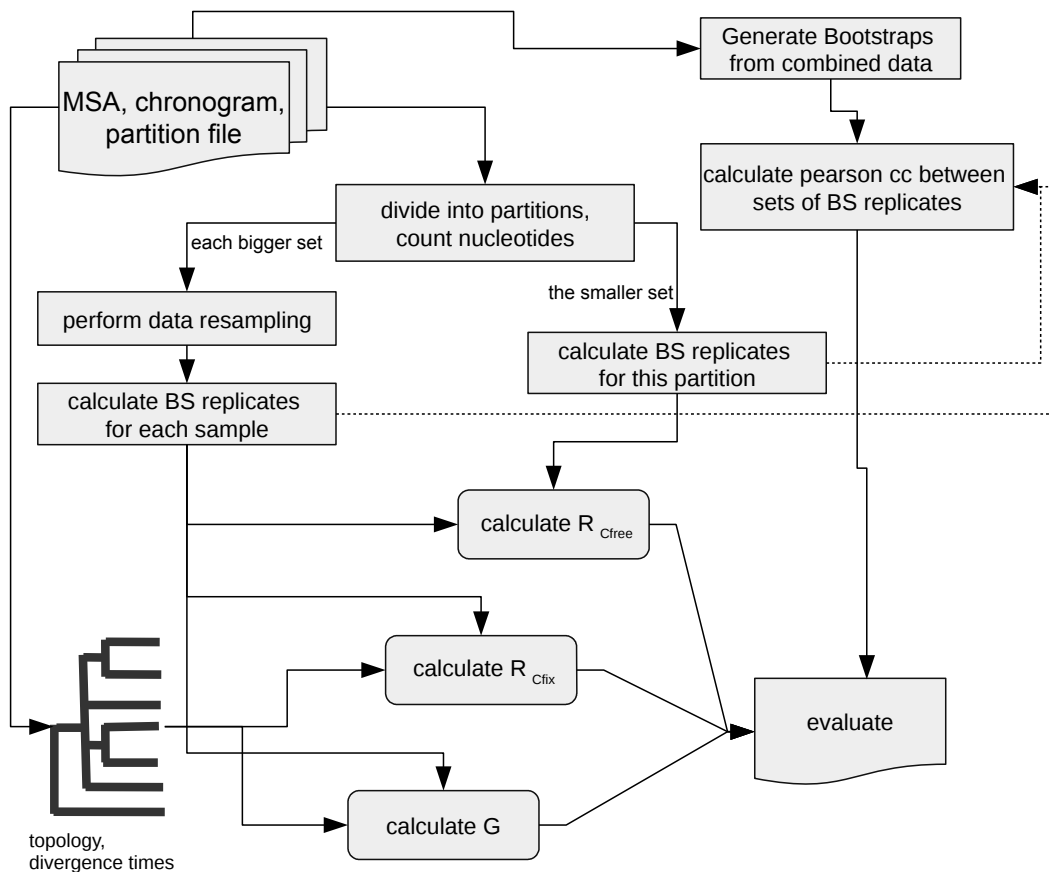 Generate Bootstraps
from combined data
MSA, chronogram,
partition file
calculate pearson cc between
sets of BS replicates
divide into partitions,
count nucleotides
each bigger set
the smaller set
perform data resampling
calculate BS replicates
for this partition
calculate BS replicates
for each sample
calculate R Cfree
calculate R Cfix
evaluate
calculate G
topology,
divergence times